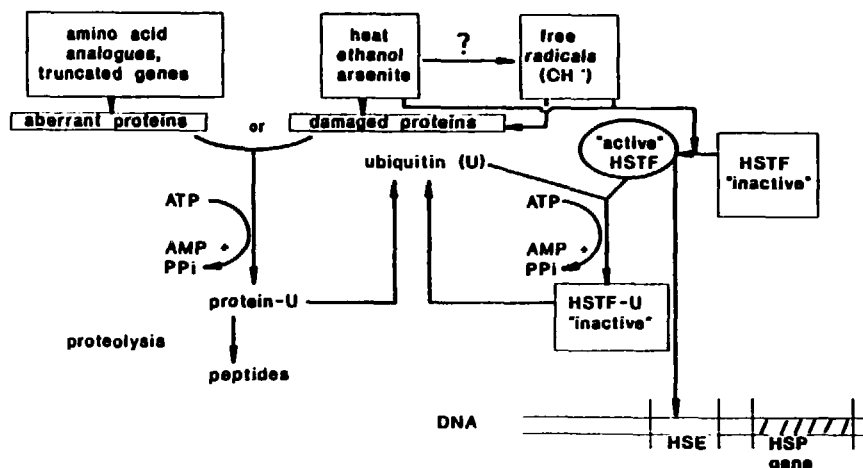 amino acid
analogues,
truncated genes
heat
ethanol
arsenite
?
free
radicals
(CH·)
aberrant proteins
or
damaged proteins
ubiquitin (U)
"active"
HSTF
HSTF
"inactive"
ATP
AMP +
PPi
ATP
AMP +
PPi
protein-U
HSTF-U
"inactive"
proteolysis
peptides
DNA
HSE
HSP
gene